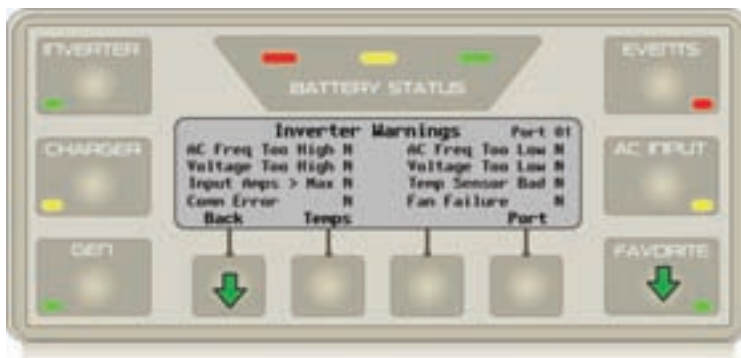 INVERTER
EVENTS
BATTERY STATUS
Inverter Warnings Port 01
CHARGER
AC INPUT
AC Freq Too High N AC Freq Too Low N
Voltage Too High N Voltage Too Low N
Input Amps > Max N Temp Sensor Bad N
Comm Error N Fan Failure N
Back Temps Port
GEN
FAVORITE